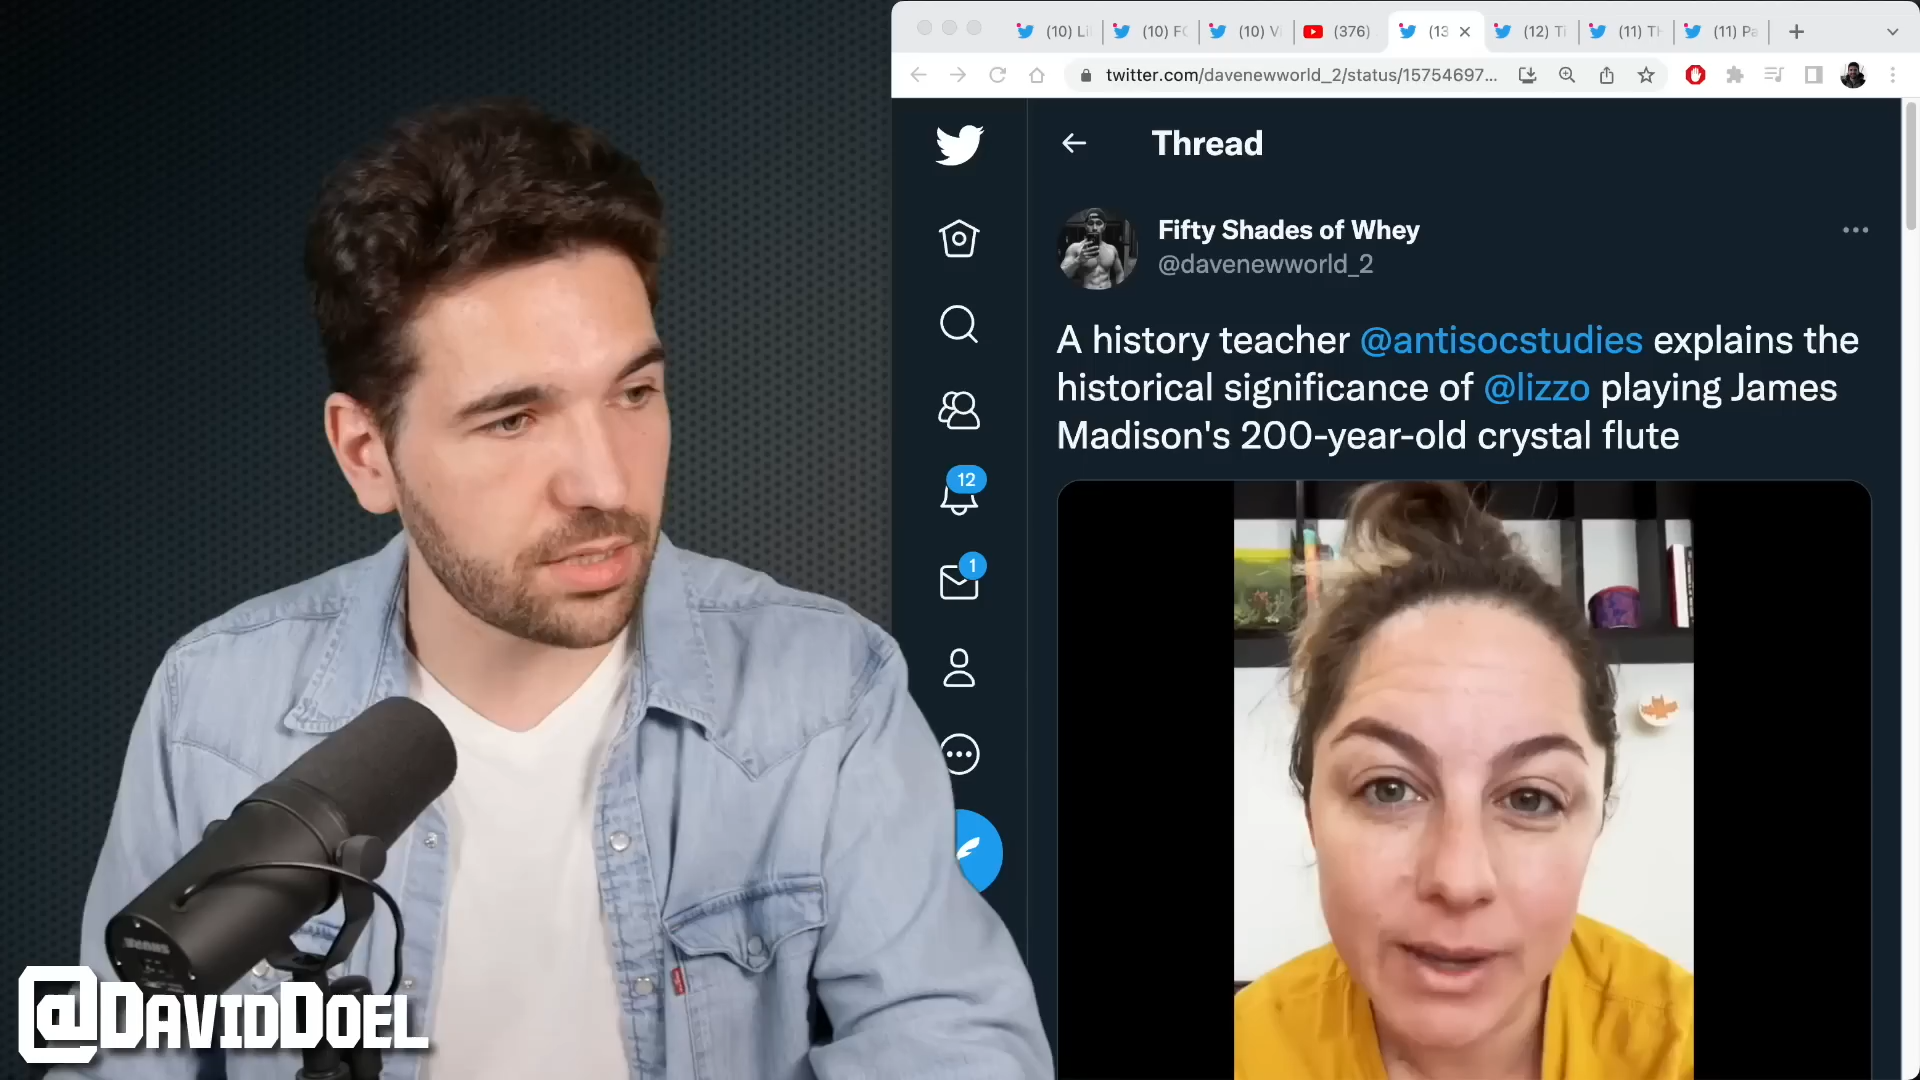 (10) Li
(10) F
(10) V
(376)
(13
(12) T
(11) T
(11) Pa
twitter.com/davenewworld_2/status/15754697...
Thread
Fifty Shades of Whey
@davenewworld_2
A history teacher @antisocstudies explains the
historical significance of @lizzo playing James
Madison's 200-year-old crystal flute
12
1
@DAVIDDOEL